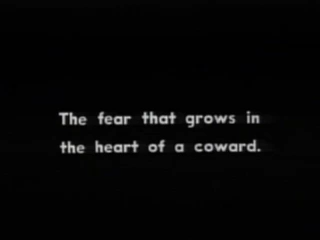 The fear that grows in
the heart of a coward.